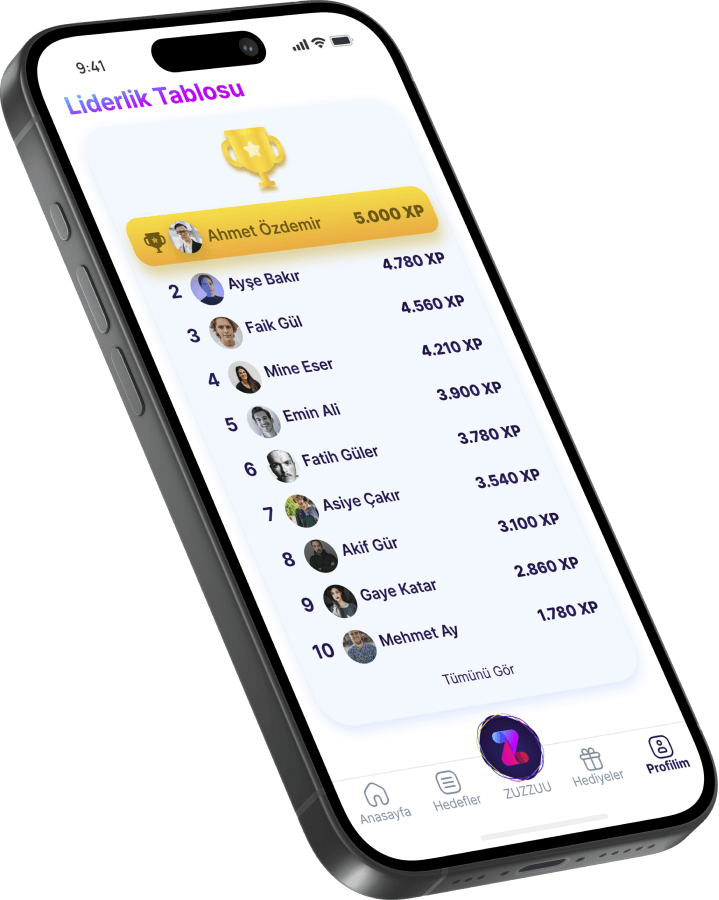 9:41
Liderlik Tablosu
Ahmet Özdemir 5.000 XP
2 Ayşe Bakır 4.780 XP
3 Faik Gül 4.560 XP
4 Mine Eser 4.210 XP
5 Emin Ali 3.900 XP
6 Fatih Güler 3.780 XP
7 Asiye Çakır 3.540 XP
8 Akif Gür 3.100 XP
9 Gaye Katar 2.860 XP
10 Mehmet Ay 1.780 XP
Tümünü Gör
Anasayfa Hedefler ZUZZUU Hediyeler Profilim